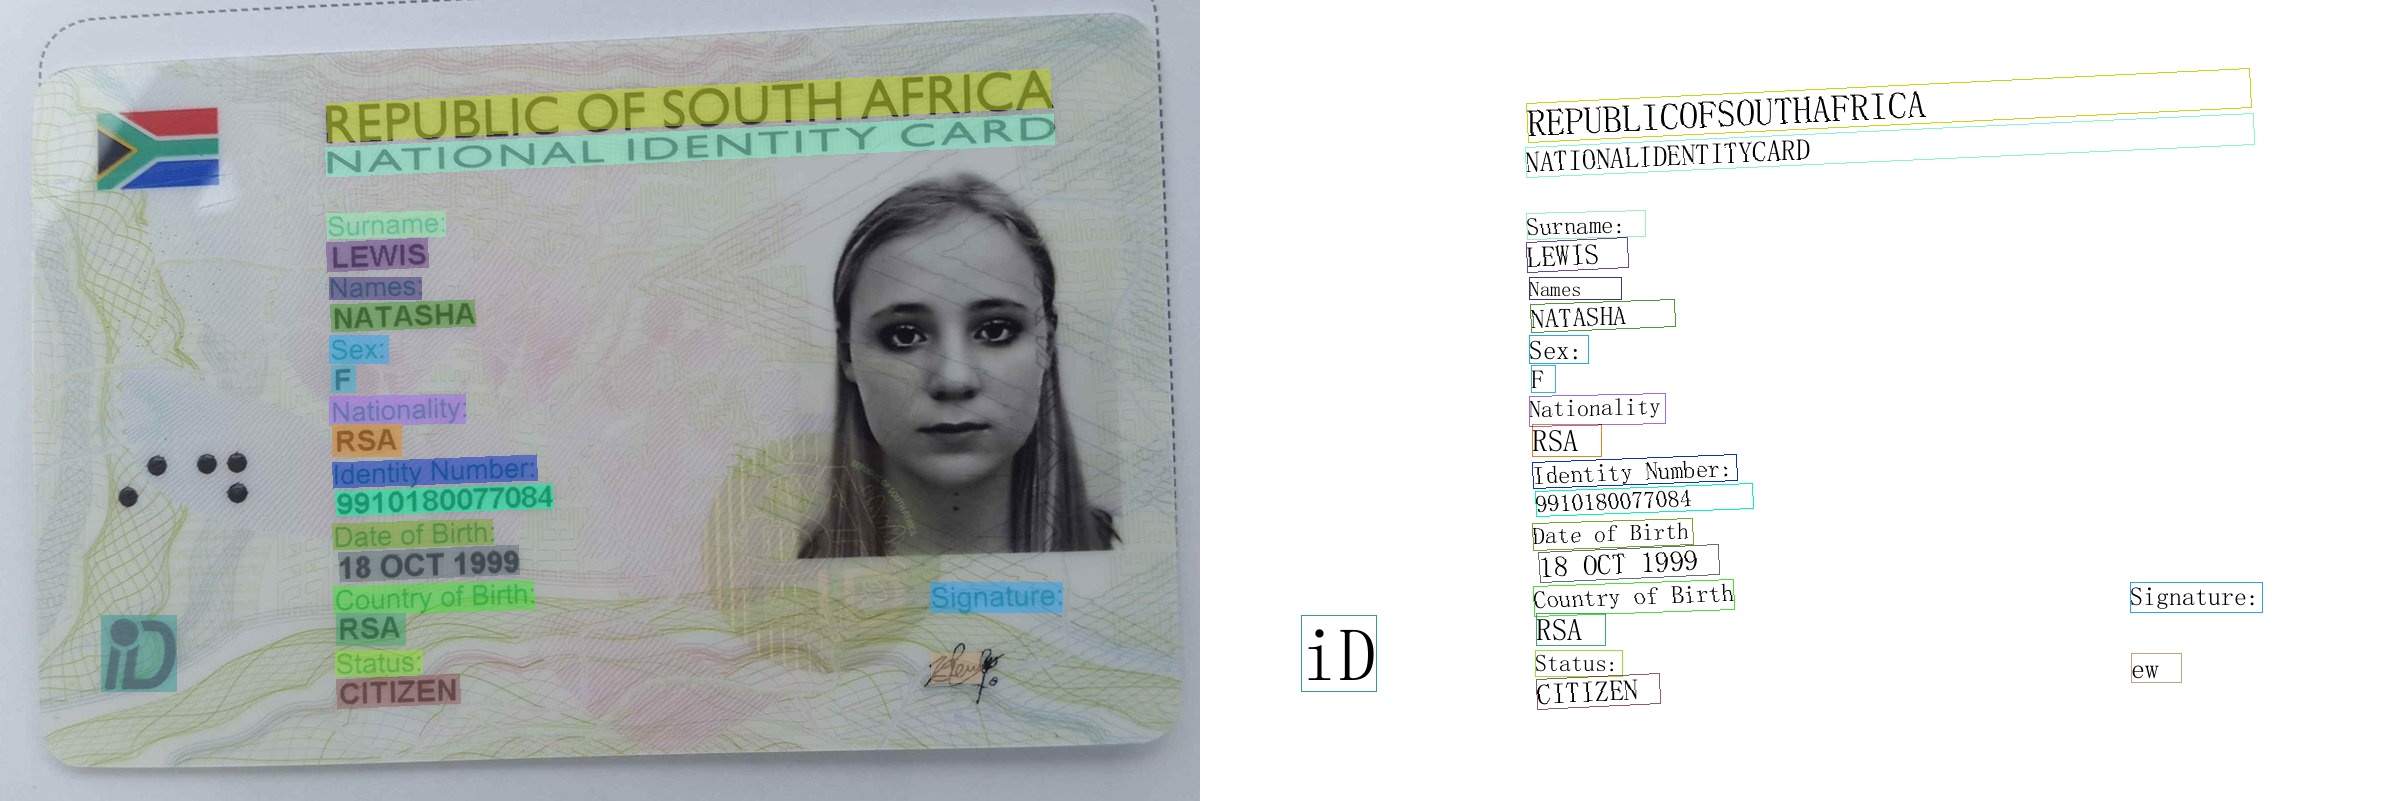 REPUBLIC OF SOUTH AFRICA
NATIONAL IDENTITY CARD
Surname:
LEWIS
Names:
NATASHA
Sex:
F
Nationality:
RSA
Identity Number:
9910180077084
Date of Birth:
18 OCT 1999
Country of Birth:
RSA
Status:
CITIZEN
Signature:
iD
REPUBLICOFSOUTHAFRICA
NATIONALIDENTITYCARD
Surname:
LEWIS
Names
NATASHA
Sex:
F
Nationality
RSA
Identity Number:
9910180077084
Date of Birth
18 OCT 1999
Country of Birth
RSA
Status:
CITIZEN
Signature:
ew
iD